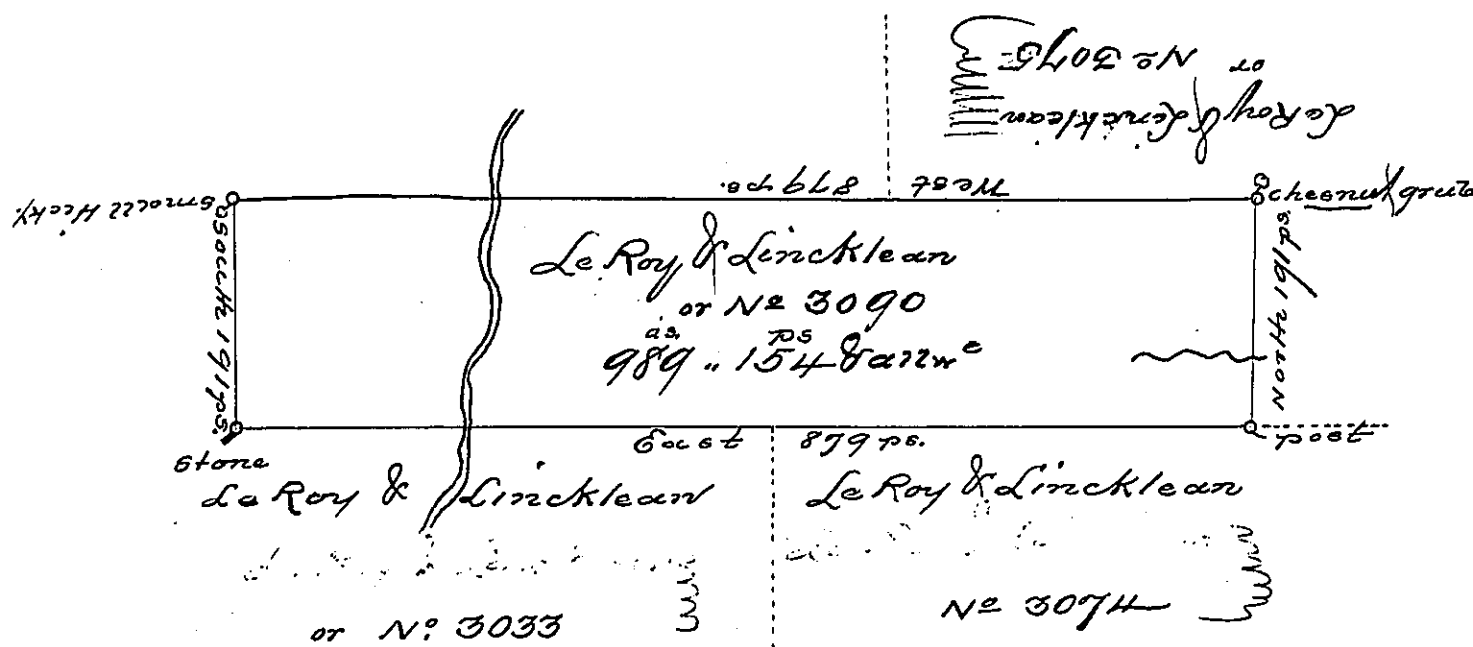 Le Roy & Lincklean
or Nº 3075
Small Hick'y.
West 879 ps.
chesnut grub
South 191 ps.
North 191 ps.
Le Roy & Lincklean
or Nº 3090
as. ps
989 .. 154 & allwᵉ
Stone
East 879 ps.
post
Le Roy & Lincklean
Le Roy & Lincklean
or Nº 3033
Nº 3074